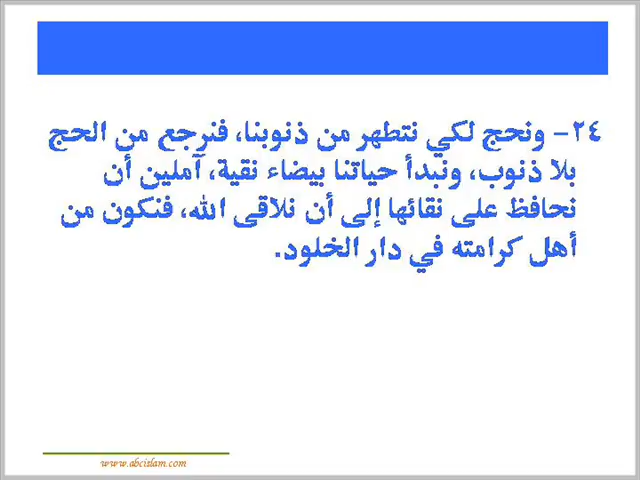 ٢٤- ونحج لكي نتطهر من ذنوبنا، فنرجع من الحج
بلا ذنوب، ونبدأ حياتنا بيضاء نقية، آملين أن
نحافظ على نقائها إلى أن نلاقى الله، فنكون من
أهل كرامته في دار الخلود.
www.abcislam.com